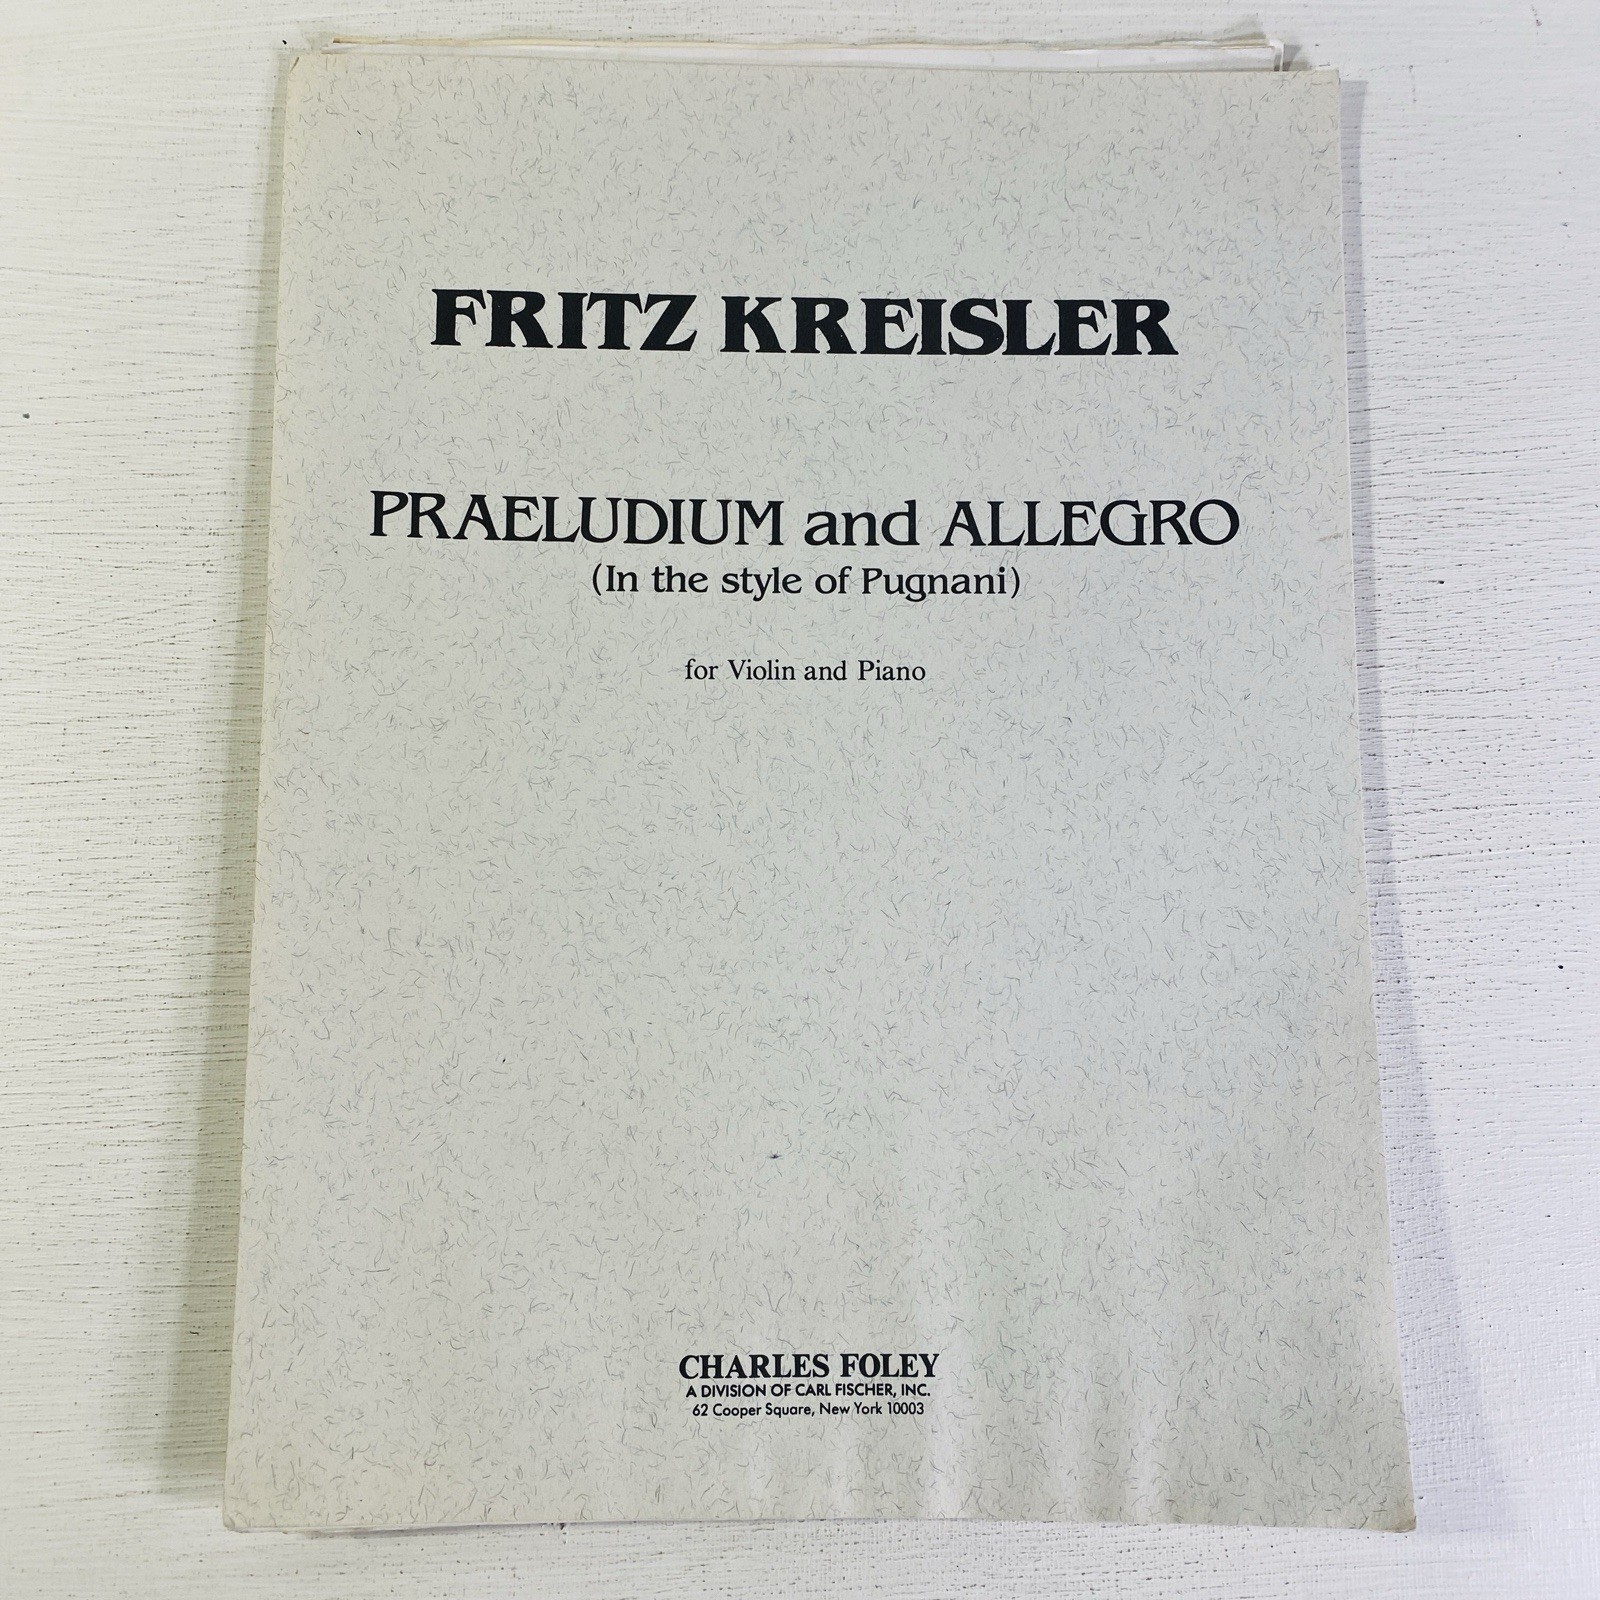 FRITZ KREISLER
PRAELUDIUM and ALLEGRO
(In the style of Pugnani)
for Violin and Piano
CHARLES FOLEY
A DIVISION OF CARL FISCHER, INC.
62 Cooper Square, New York 10003